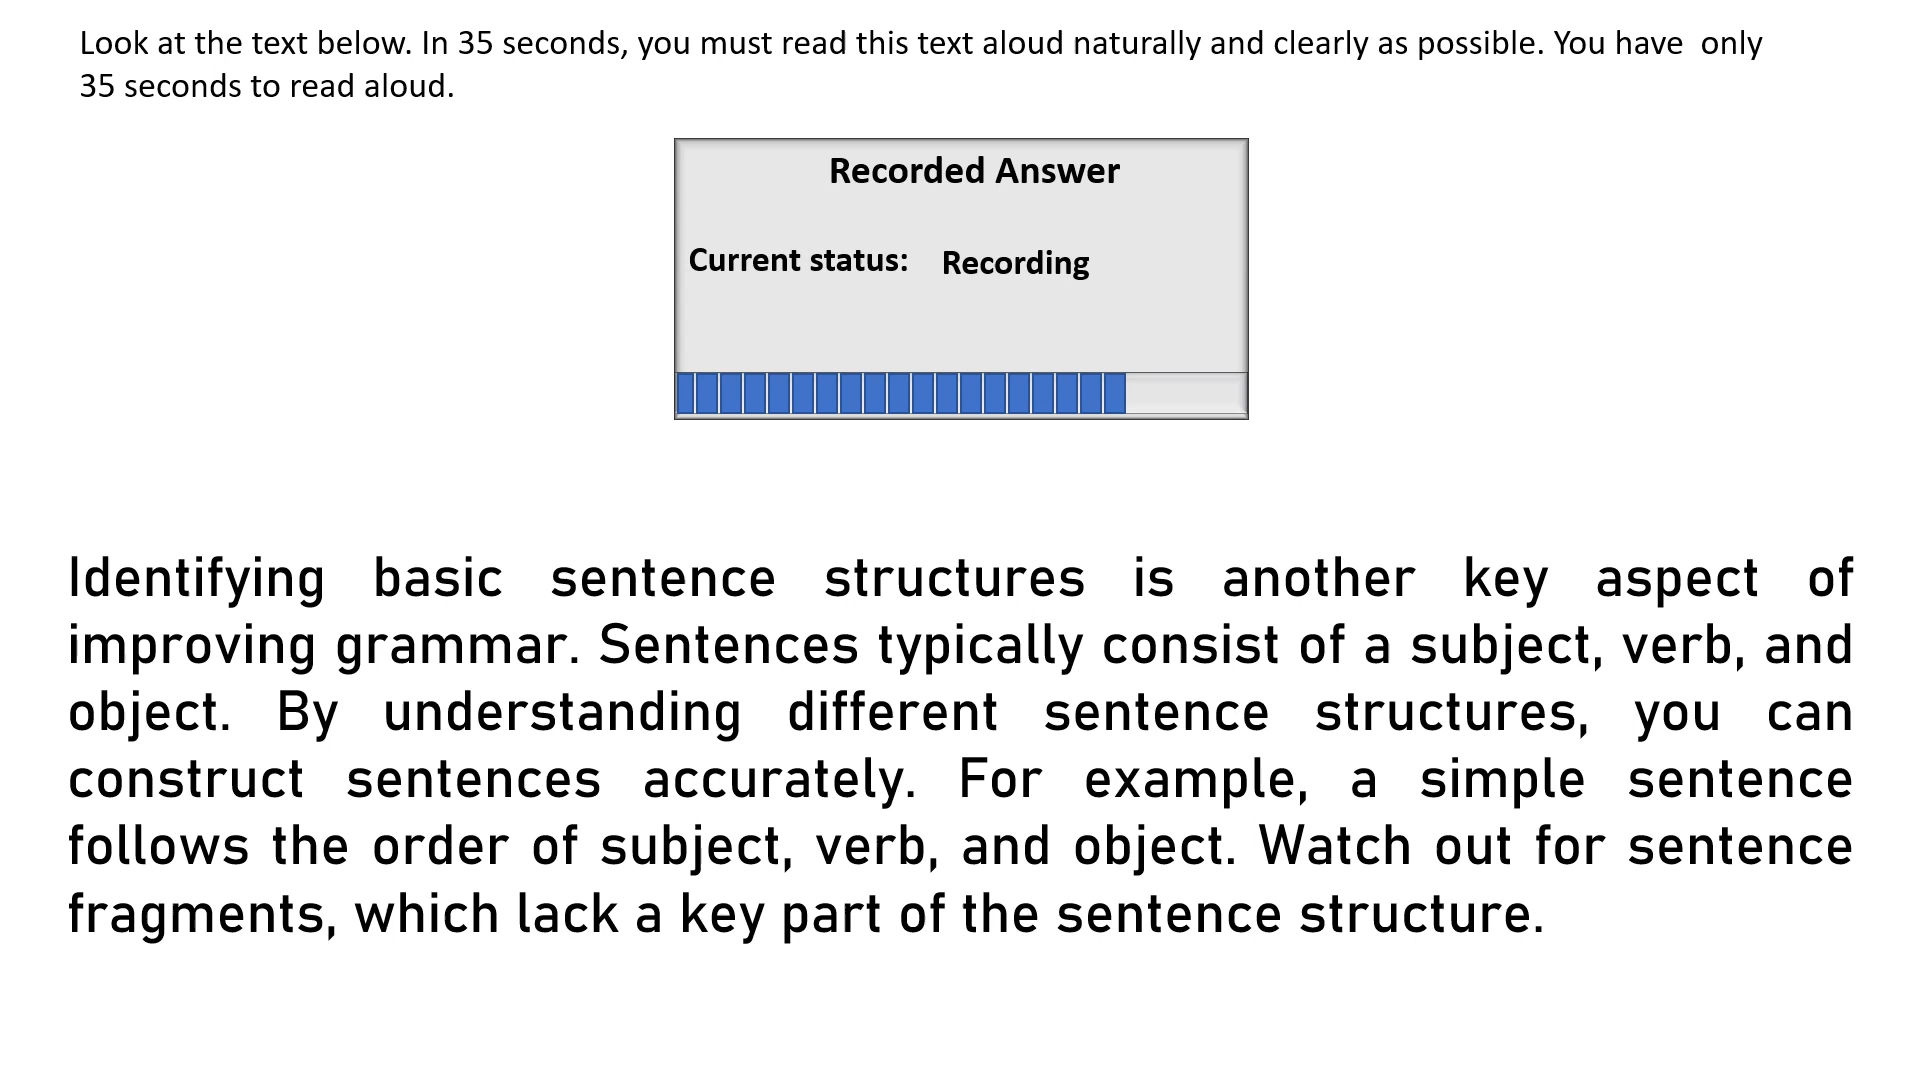 Look at the text below. In 35 seconds, you must read this text aloud naturally and clearly as possible. You have  only
35 seconds to read aloud.
Recorded Answer
Current status: Recording
Identifying basic sentence structures is another key aspect of
improving grammar. Sentences typically consist of a subject, verb, and
object. By understanding different sentence structures, you can
construct sentences accurately. For example, a simple sentence
follows the order of subject, verb, and object. Watch out for sentence
fragments, which lack a key part of the sentence structure.